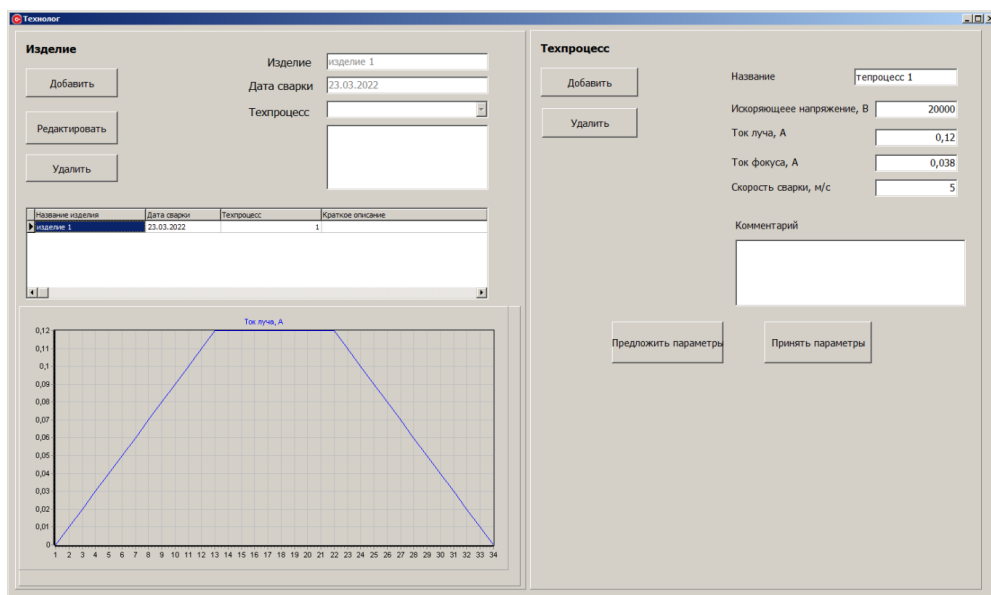 Технолог
Изделие
Добавить
Редактировать
Удалить
Изделие изделие 1
Дата сварки 23.03.2022
Техпроцесс
Название изделия Дата сварки Техпроцесс Краткое описание
изделие 1 23.03.2022 1
Ток луча, А
0,12
0,11
0,1
0,09
0,08
0,07
0,06
0,05
0,04
0,03
0,02
0,01
0
1 2 3 4 5 6 7 8 9 10 11 12 13 14 15 16 17 18 19 20 21 22 23 24 25 26 27 28 29 30 31 32 33 34
Техпроцесс
Добавить
Удалить
Название тепроцесс 1
Искоряющеее напряжение, В 20000
Ток луча, А 0,12
Ток фокуса, А 0,038
Скорость сварки, м/с 5
Комментарий
Предложить параметры Принять параметры